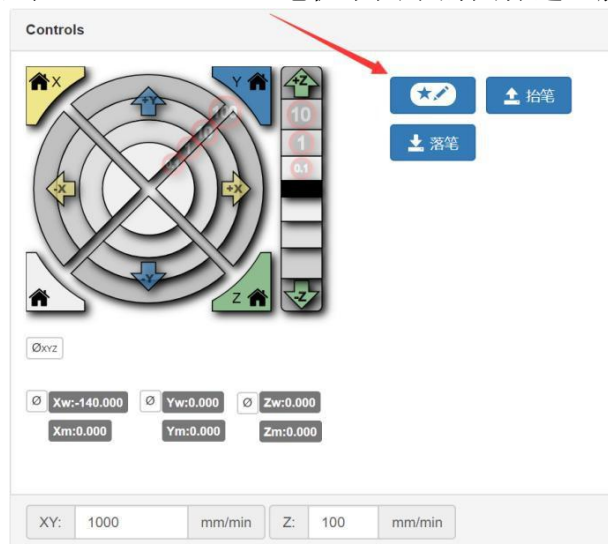 Controls
X
Y
+Z
+Y
10
1
0.1
-X
+X
-Y
Z
-Z
抬笔
落笔
ØXYZ
Ø Xw:-140.000 Ø Yw:0.000 Ø Zw:0.000
Xm:0.000 Ym:0.000 Zm:0.000
XY: 1000 mm/min Z: 100 mm/min